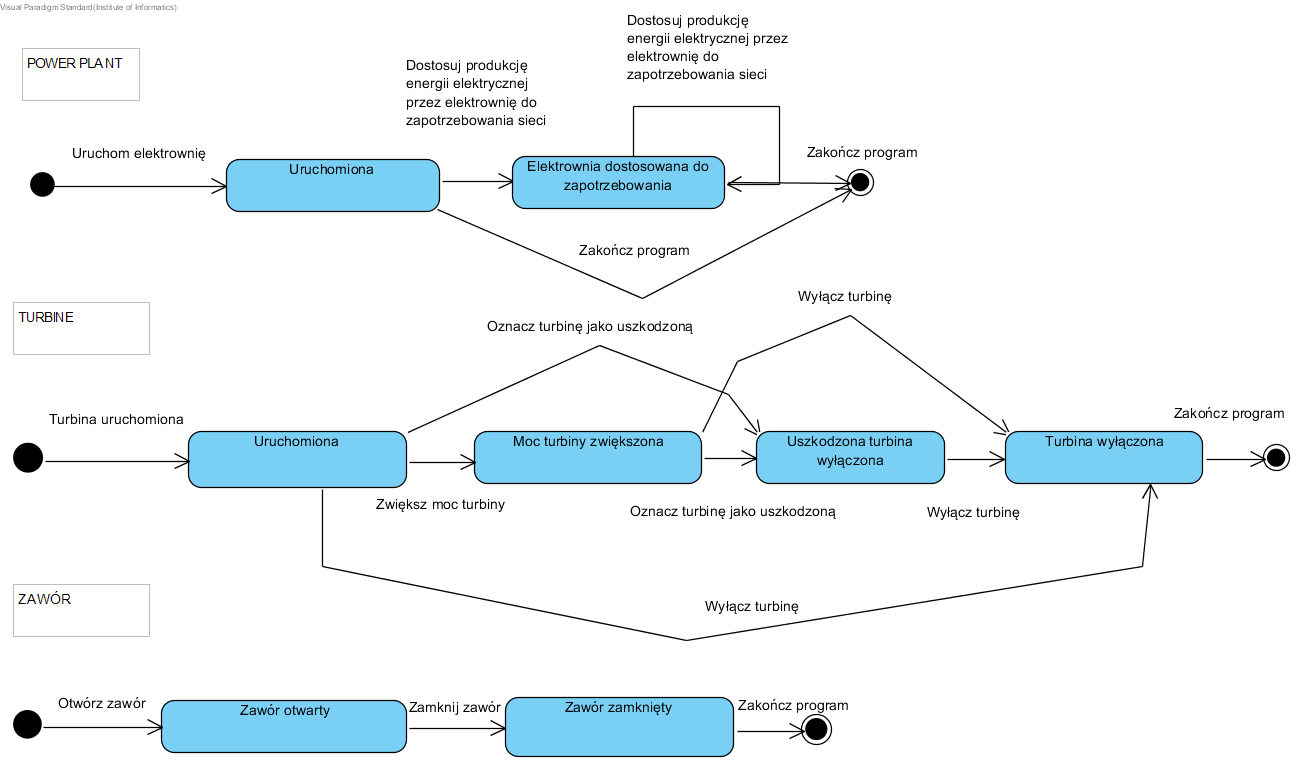 Visual Paradigm Standard(Institute of Informatics)
POWER PLANT
Dostosuj produkcję
energii elektrycznej
przez elektrownię do
zapotrzebowania sieci
Dostosuj produkcję
energii elektrycznej przez
elektrownię do
zapotrzebowania sieci
Uruchom elektrownię
Uruchomiona
Elektrownia dostosowana do
zapotrzebowania
Zakończ program
Zakończ program
TURBINE
Wyłącz turbinę
Oznacz turbinę jako uszkodzoną
Turbina uruchomiona
Uruchomiona
Moc turbiny zwiększona
Uszkodzona turbina
wyłączona
Turbina wyłączona
Zakończ program
Zwiększ moc turbiny
Oznacz turbinę jako uszkodzoną
Wyłącz turbinę
ZAWÓR
Wyłącz turbinę
Otwórz zawór
Zawór otwarty
Zamknij zawór
Zawór zamknięty
Zakończ program